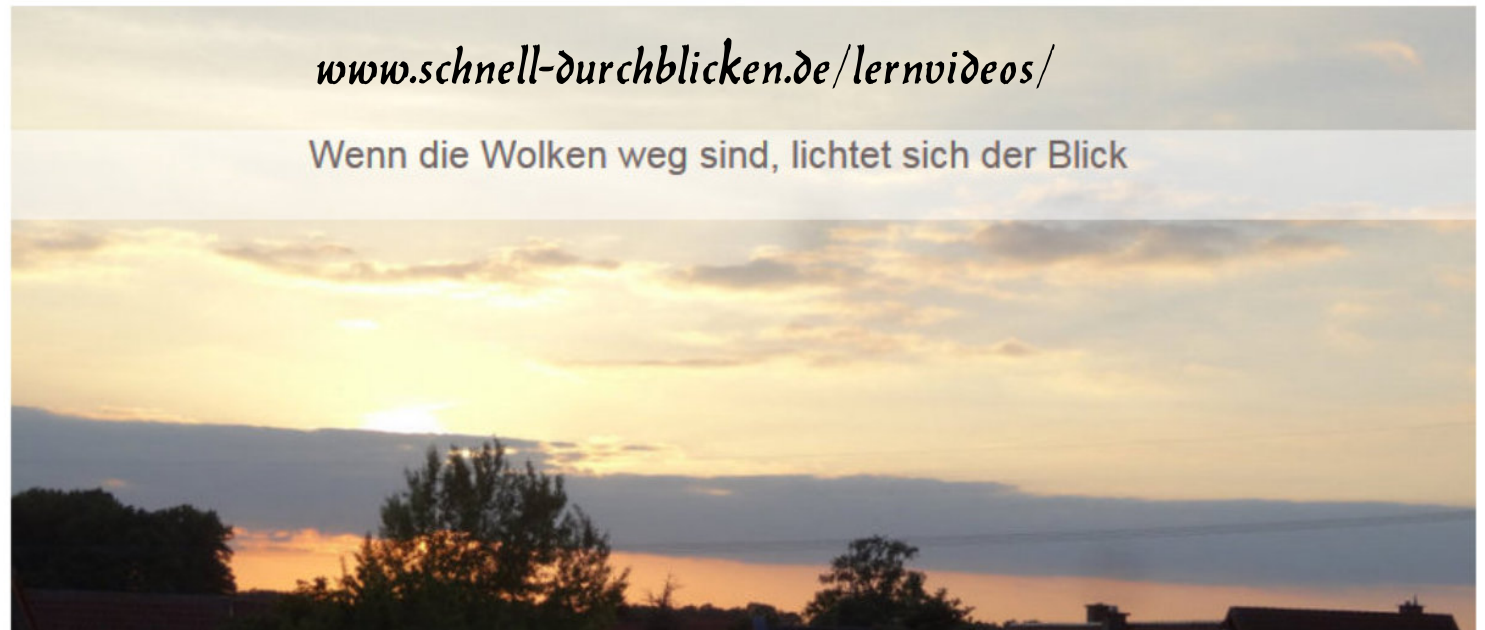 www.schnell-durchblicken.de/lernvideos/
Wenn die Wolken weg sind, lichtet sich der Blick